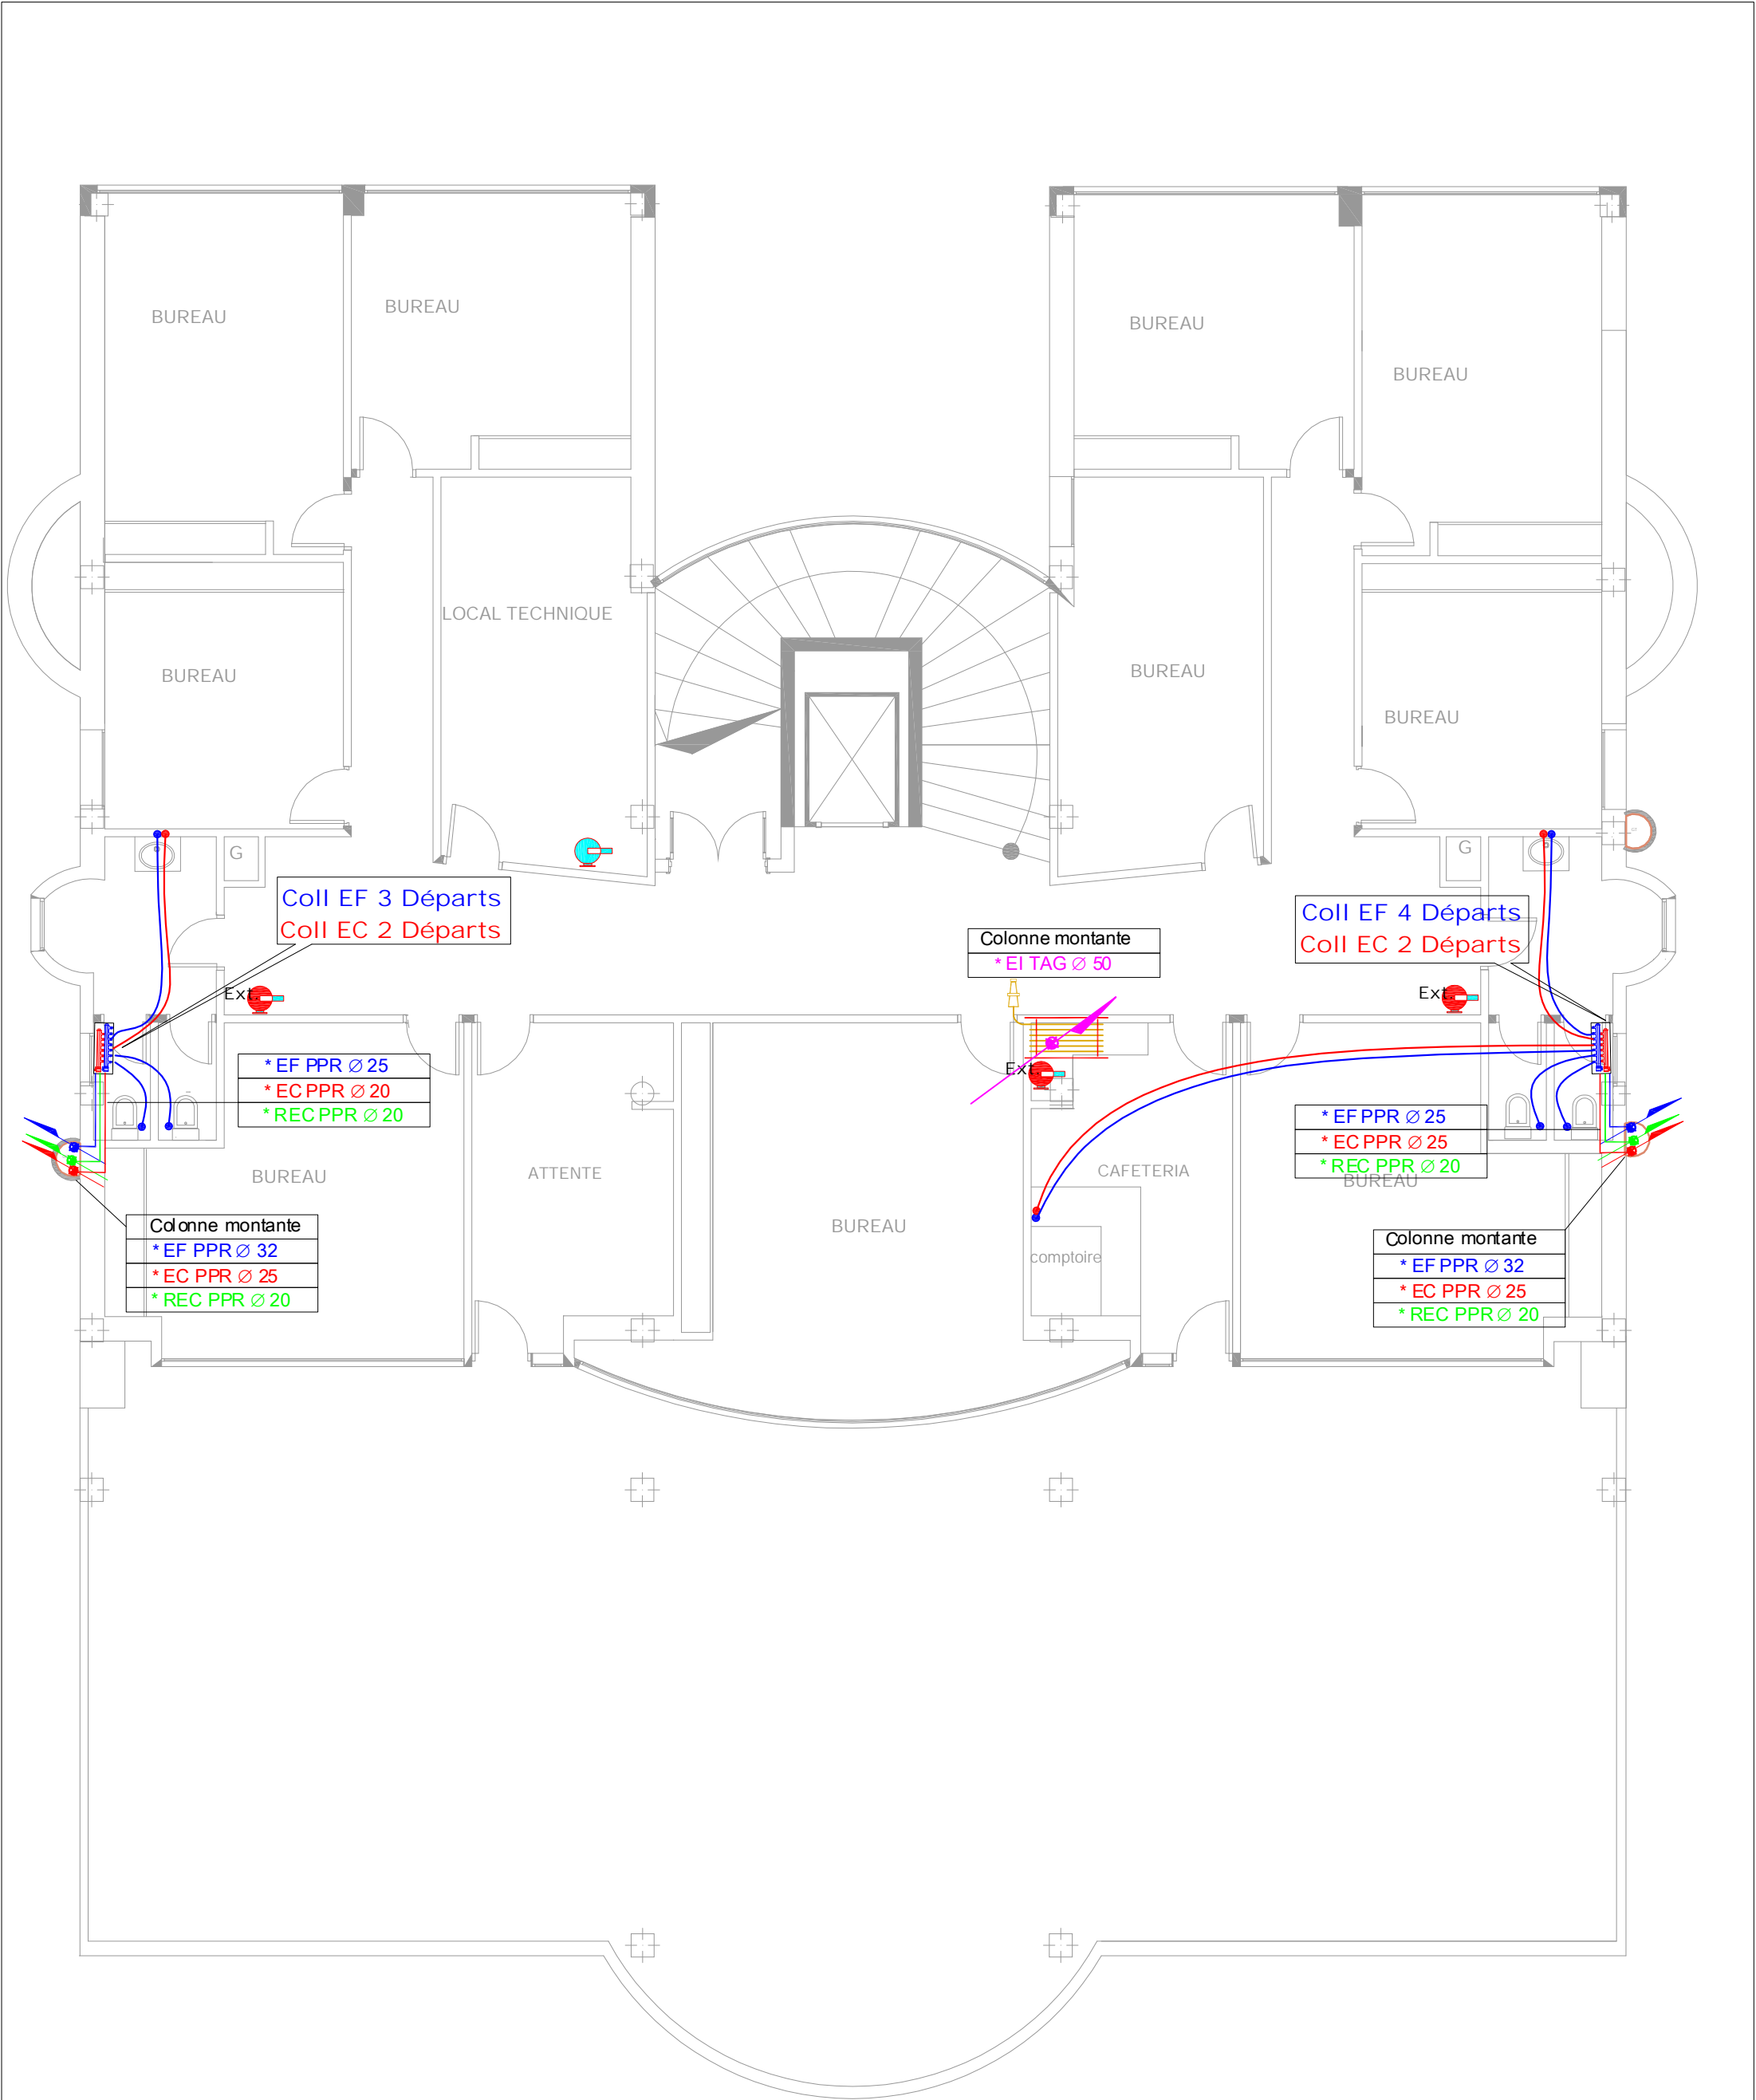 BUREAU
BUREAU
BUREAU
BUREAU
LOCAL TECHNIQUE
BUREAU
BUREAU
BUREAU
G
G
Coll EF 3 Départs
Coll EC 2 Départs
Coll EF 4 Départs
Coll EC 2 Départs
Colonne montante
* EI TAG ∅ 50
Ext.
Ext.
Ext.
* EF PPR ∅ 25
* EC PPR ∅ 20
* REC PPR ∅ 20
* EF PPR ∅ 25
* EC PPR ∅ 25
* REC PPR ∅ 20
BUREAU
ATTENTE
BUREAU
CAFETERIA
BUREAU
comptoire
Colonne montante
* EF PPR ∅ 32
* EC PPR ∅ 25
* REC PPR ∅ 20
Colonne montante
* EF PPR ∅ 32
* EC PPR ∅ 25
* REC PPR ∅ 20